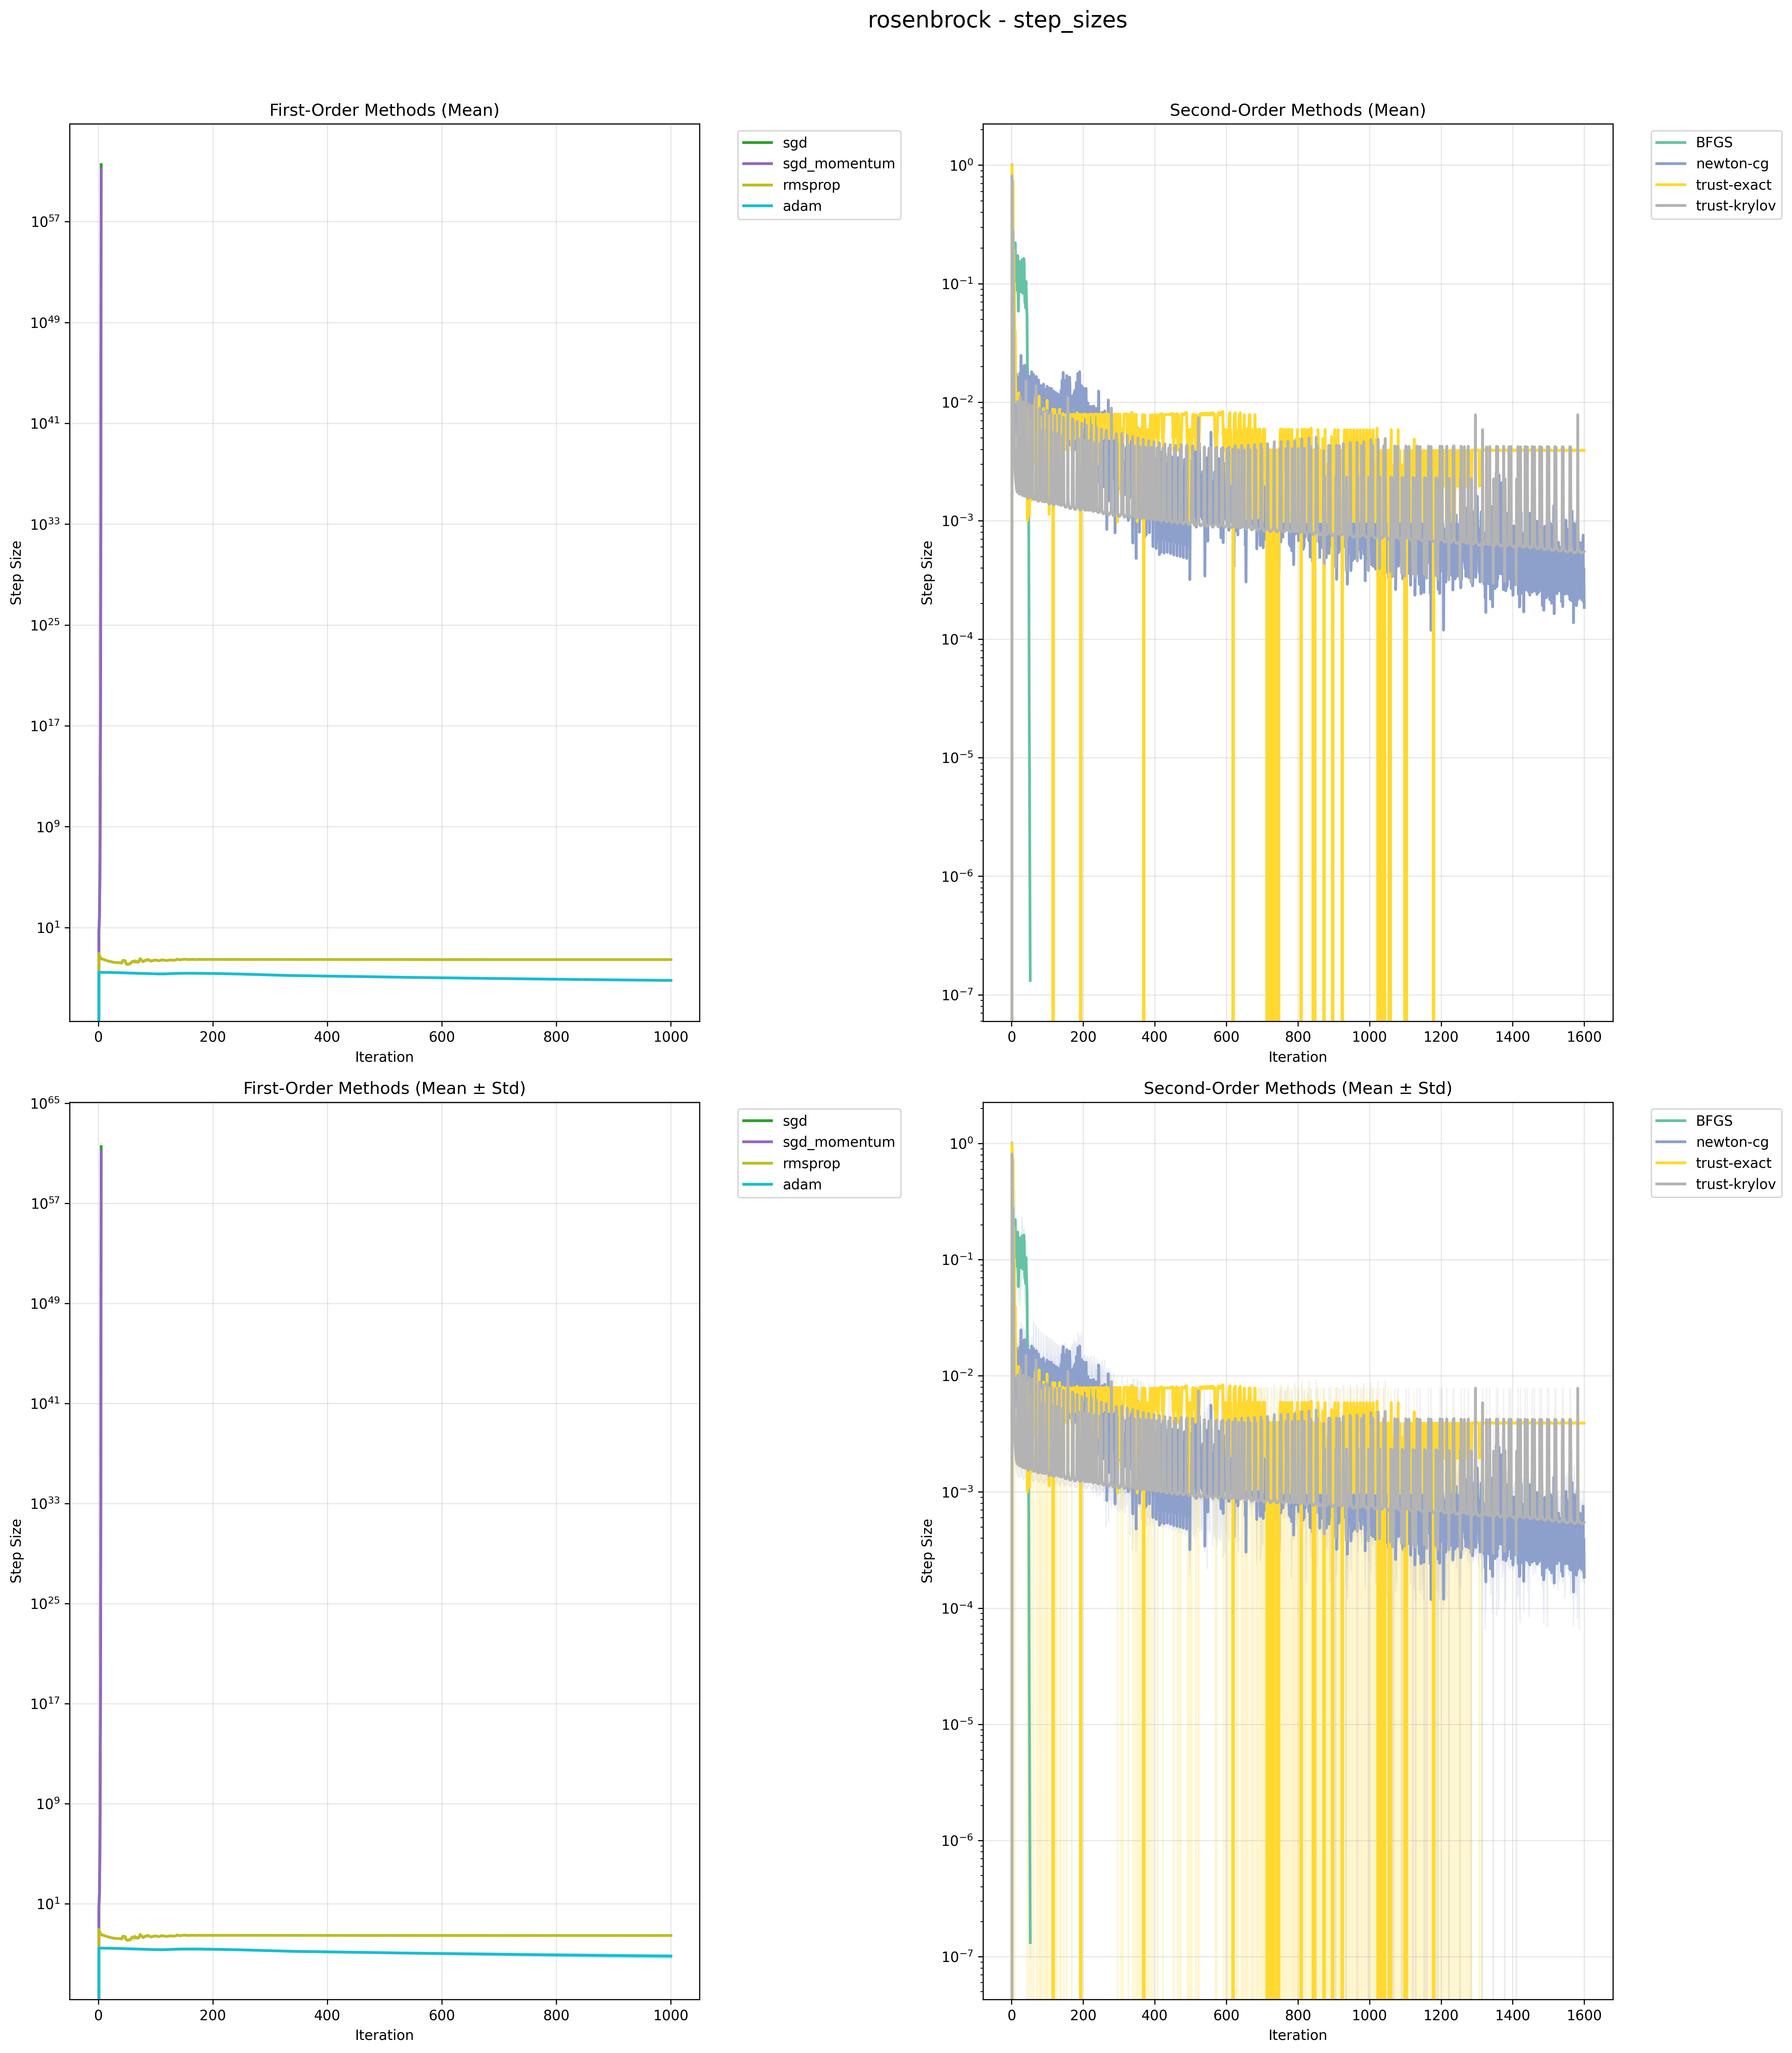 rosenbrock - step_sizes
First-Order Methods (Mean)
Step Size
10^57
10^49
10^41
10^33
10^25
10^17
10^9
10^1
0 200 400 600 800 1000
Iteration
sgd
sgd_momentum
rmsprop
adam
Second-Order Methods (Mean)
Step Size
10^0
10^−1
10^−2
10^−3
10^−4
10^−5
10^−6
10^−7
0 200 400 600 800 1000 1200 1400 1600
Iteration
BFGS
newton-cg
trust-exact
trust-krylov
First-Order Methods (Mean ± Std)
Step Size
10^65
10^57
10^49
10^41
10^33
10^25
10^17
10^9
10^1
0 200 400 600 800 1000
Iteration
sgd
sgd_momentum
rmsprop
adam
Second-Order Methods (Mean ± Std)
Step Size
10^0
10^−1
10^−2
10^−3
10^−4
10^−5
10^−6
10^−7
0 200 400 600 800 1000 1200 1400 1600
Iteration
BFGS
newton-cg
trust-exact
trust-krylov